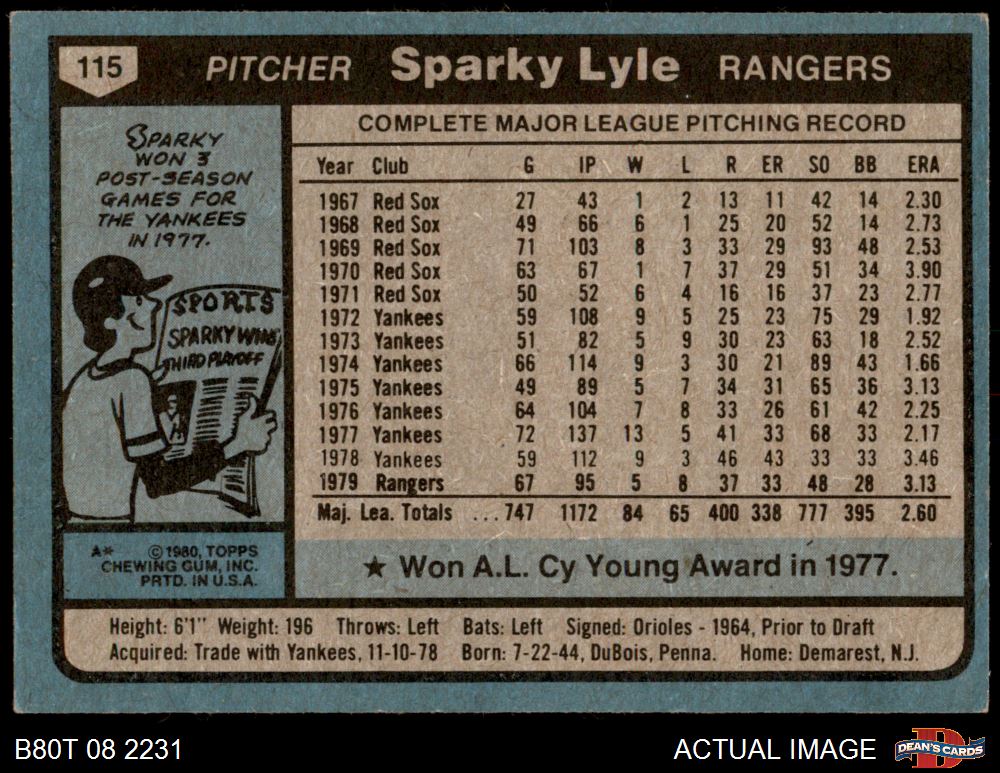 115 PITCHER Sparky Lyle RANGERS
SPARKY
WON 3
POST-SEASON
GAMES FOR
THE YANKEES
IN 1977.
SPORTS
SPARKY WINS
THIRD PLAYOFF
A* © 1980, TOPPS
CHEWING GUM, INC.
PRTD. IN U.S.A.
COMPLETE MAJOR LEAGUE PITCHING RECORD
Year Club G IP W L R ER SO BB ERA
1967 Red Sox 27 43 1 2 13 11 42 14 2.30
1968 Red Sox 49 66 6 1 25 20 52 14 2.73
1969 Red Sox 71 103 8 3 33 29 93 48 2.53
1970 Red Sox 63 67 1 7 37 29 51 34 3.90
1971 Red Sox 50 52 6 4 16 16 37 23 2.77
1972 Yankees 59 108 9 5 25 23 75 29 1.92
1973 Yankees 51 82 5 9 30 23 63 18 2.52
1974 Yankees 66 114 9 3 30 21 89 43 1.66
1975 Yankees 49 89 5 7 34 31 65 36 3.13
1976 Yankees 64 104 7 8 33 26 61 42 2.25
1977 Yankees 72 137 13 5 41 33 68 33 2.17
1978 Yankees 59 112 9 3 46 43 33 33 3.46
1979 Rangers 67 95 5 8 37 33 48 28 3.13
Maj. Lea. Totals ...747 1172 84 65 400 338 777 395 2.60
★ Won A.L. Cy Young Award in 1977.
Height: 6'1" Weight: 196 Throws: Left Bats: Left Signed: Orioles - 1964, Prior to Draft
Acquired: Trade with Yankees, 11-10-78 Born: 7-22-44, DuBois, Penna. Home: Demarest, N.J.
B80T 08 2231 ACTUAL IMAGE DEAN'S CARDS